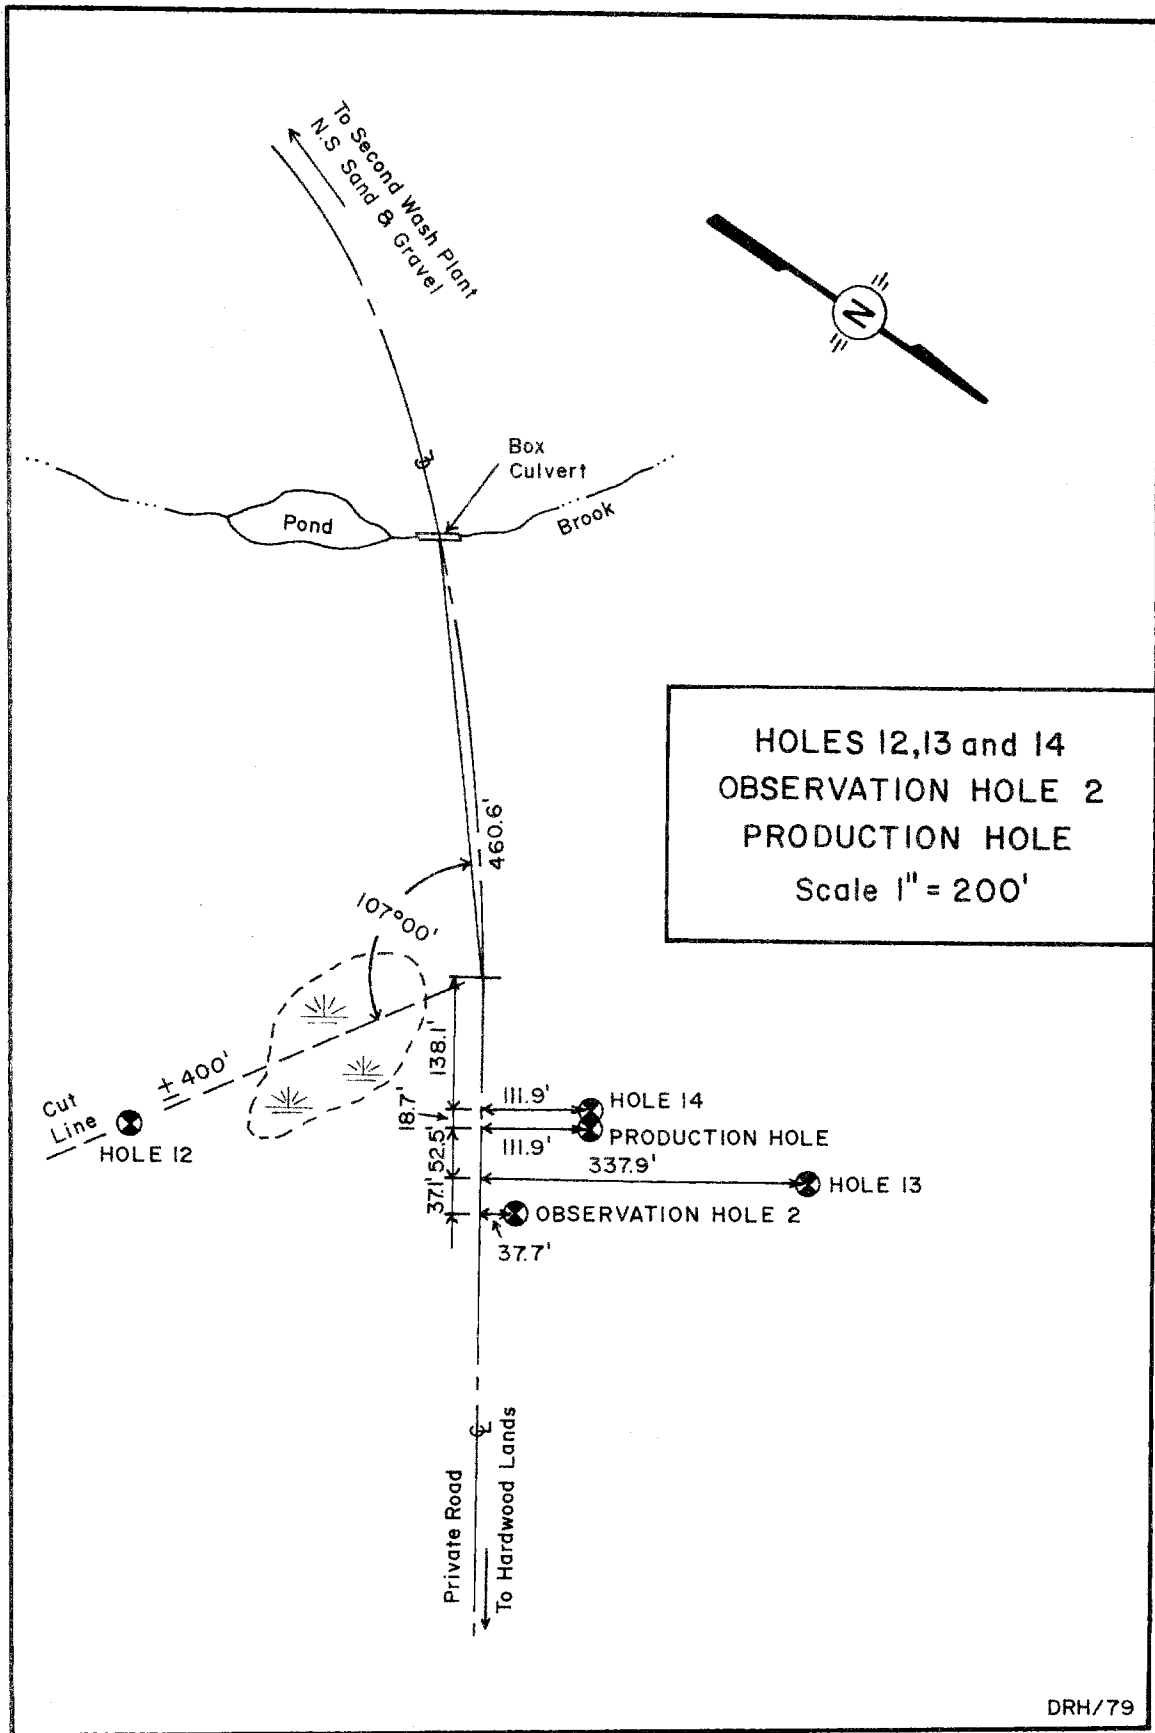 To Second Wash Plant
N.S Sand & Gravel
N
Box
Culvert
Pond
Brook
HOLES 12,13 and 14
OBSERVATION HOLE 2
PRODUCTION HOLE
Scale 1" = 200'
460.6'
107°00'
138.1'
± 400'
Cut
Line
HOLE 12
18.7'
111.9'
HOLE 14
111.9'
PRODUCTION HOLE
52.5'
337.9'
HOLE 13
37.1'
OBSERVATION HOLE 2
37.7'
℄
℄
Private Road
To Hardwood Lands
DRH/79